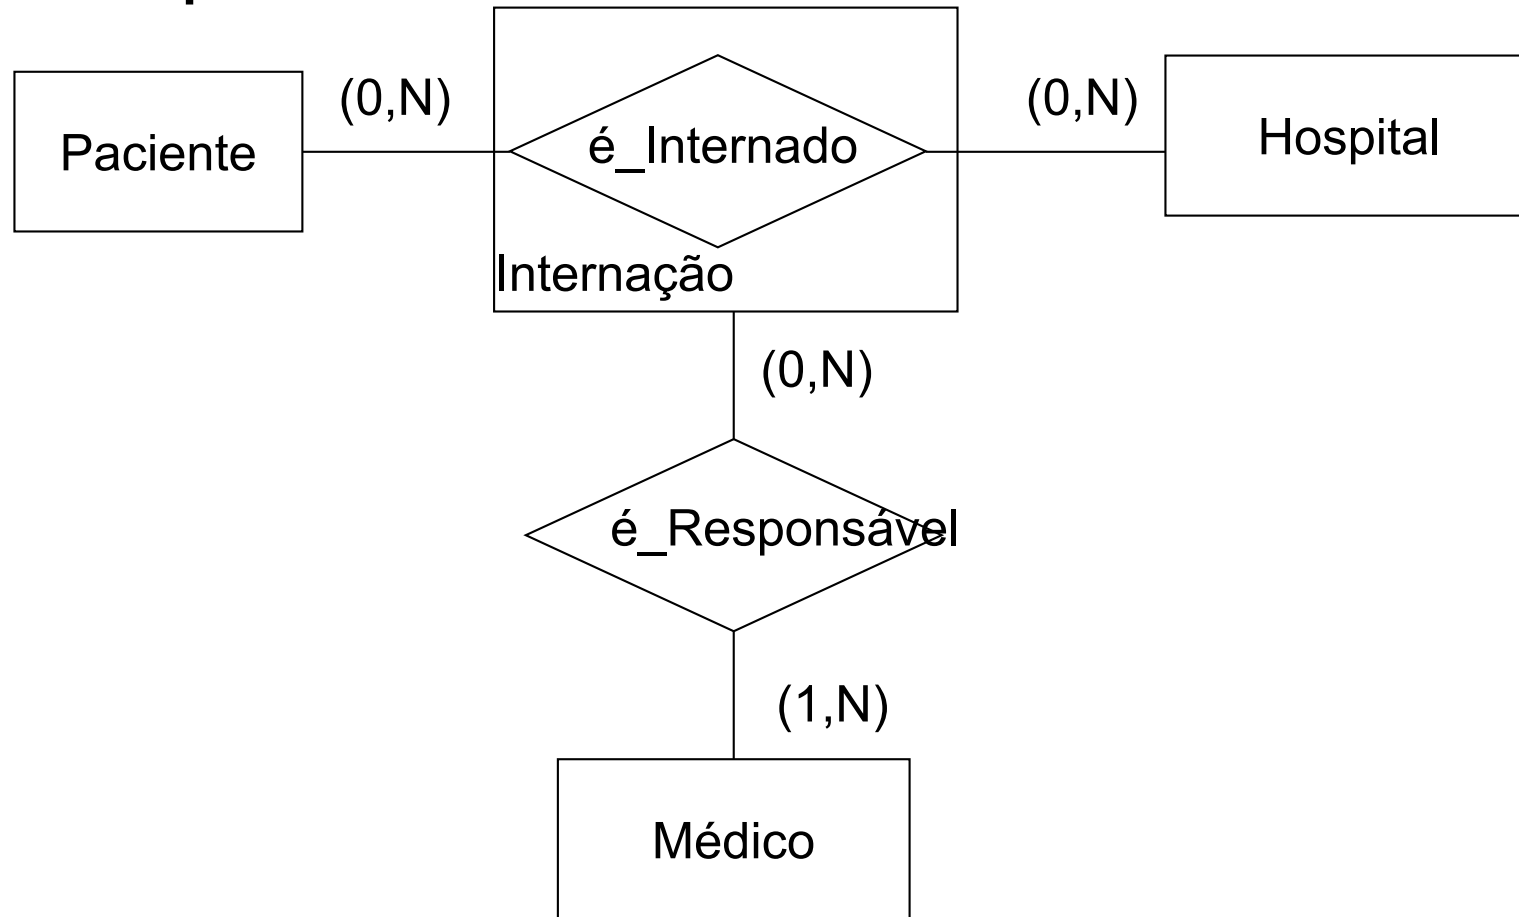 (0,N)
(0,N)
Paciente
é_Internado
Hospital
Internação
(0,N)
é_Responsável
(1,N)
Médico